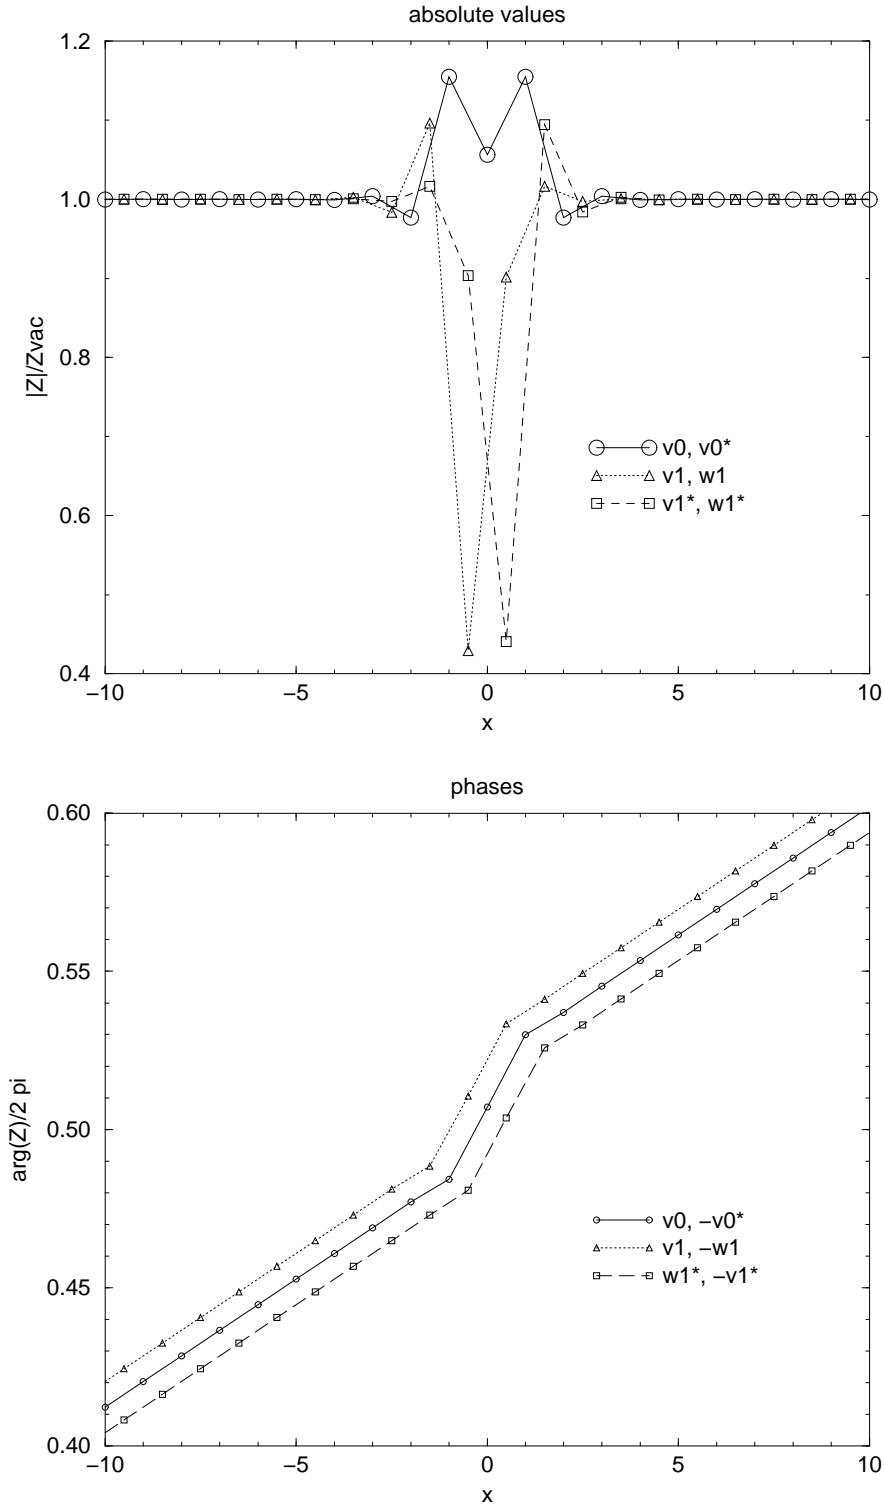 absolute values
1.2
1.0
0.8
0.6
0.4
|Z|/Zvac
v0, v0*
v1, w1
v1*, w1*
−10
−5
0
5
10
x
phases
0.60
0.55
0.50
0.45
0.40
arg(Z)/2 pi
v0, −v0*
v1, −w1
w1*, −v1*
−10
−5
0
5
10
x